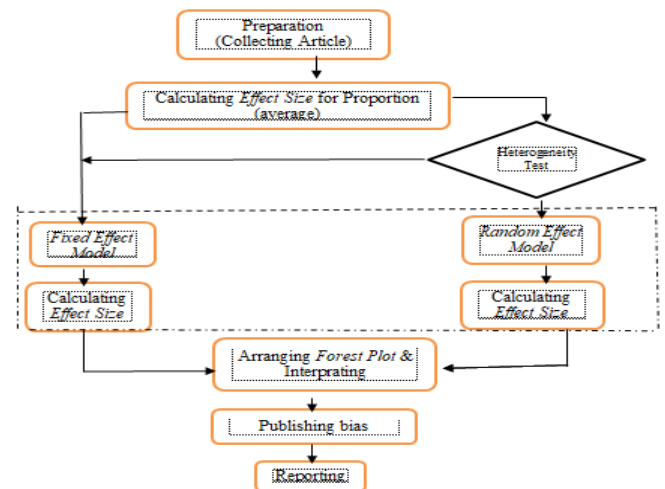 Preparation
(Collecting Article)
Calculating Effect Size for Proportion
(average)
Heterogeneity
Test
Fixed Effect
Model
Random Effect
Model
Calculating
Effect Size
Calculating
Effect Size
Arranging Forest Plot &
Interprating
Publishing bias
Reporting